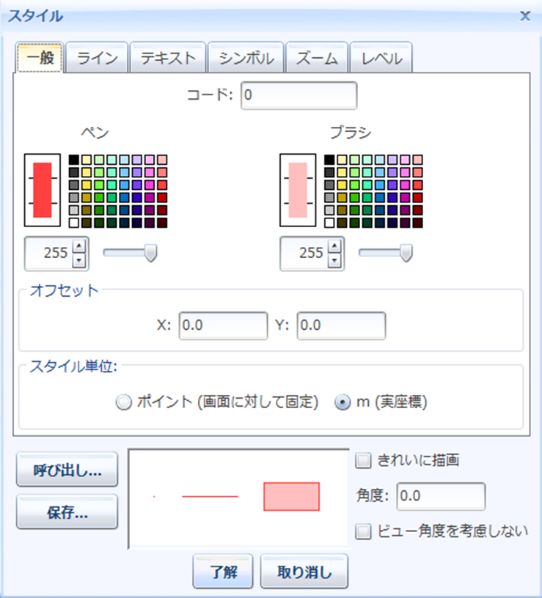 スタイル
一般 ライン テキスト シンボル ズーム レベル
コード: 0
ペン ブラシ
255 255
オフセット
X: 0.0 Y: 0.0
スタイル単位:
ポイント (画面に対して固定) m (実座標)
呼び出し... きれいに描画
角度: 0.0
保存... ビュー角度を考慮しない
了解 取り消し